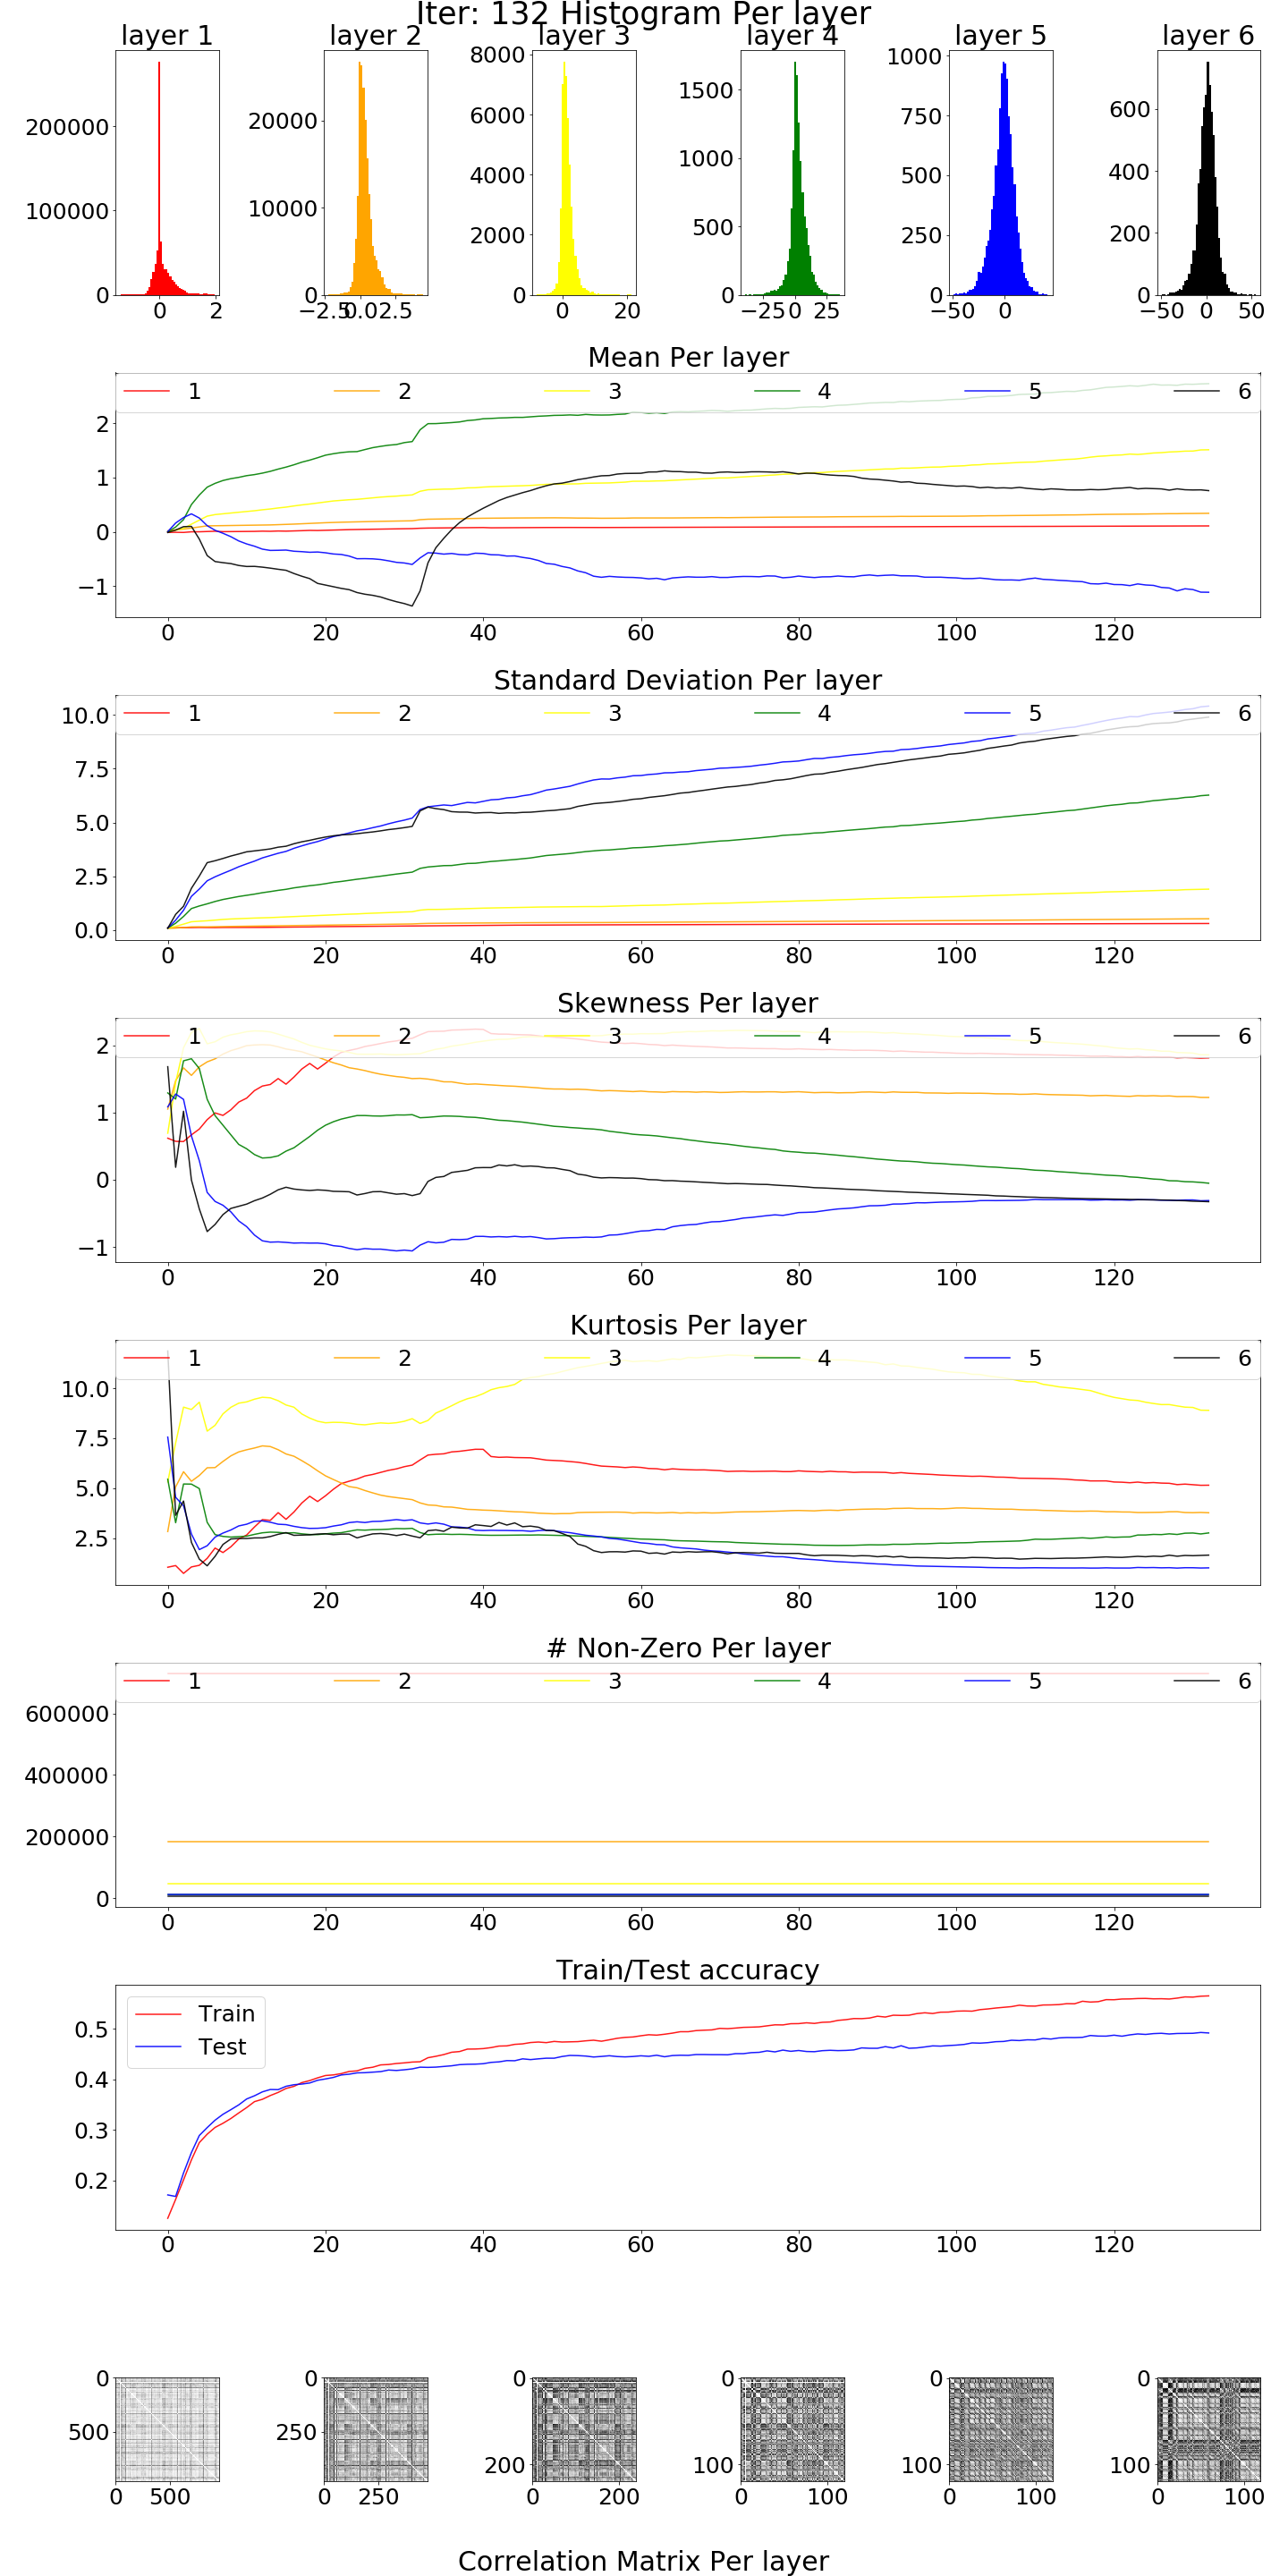 Iter: 132 Histogram Per layer
layer 1 layer 2 layer 3 layer 4 layer 5 layer 6
200000 100000 0 0 2
20000 10000 0 −2.5 0.0 2.5
8000 6000 4000 2000 0 0 20
1500 1000 500 0 −25 0 25
1000 750 500 250 0 −50 0
600 400 200 0 −50 0 50
Mean Per layer
1 2 3 4 5 6
2
1
0
−1
0 20 40 60 80 100 120
Standard Deviation Per layer
1 2 3 4 5 6
10.0
7.5
5.0
2.5
0.0
0 20 40 60 80 100 120
Skewness Per layer
1 2 3 4 5 6
2
1
0
−1
0 20 40 60 80 100 120
Kurtosis Per layer
1 2 3 4 5 6
10.0
7.5
5.0
2.5
0 20 40 60 80 100 120
# Non-Zero Per layer
1 2 3 4 5 6
600000
400000
200000
0
0 20 40 60 80 100 120
Train/Test accuracy
Train
Test
0.5
0.4
0.3
0.2
0 20 40 60 80 100 120
0 0 0 0 0 0
500 250 200 100 100 100
0 500 0 250 0 200 0 100 0 100 0 100
Correlation Matrix Per layer